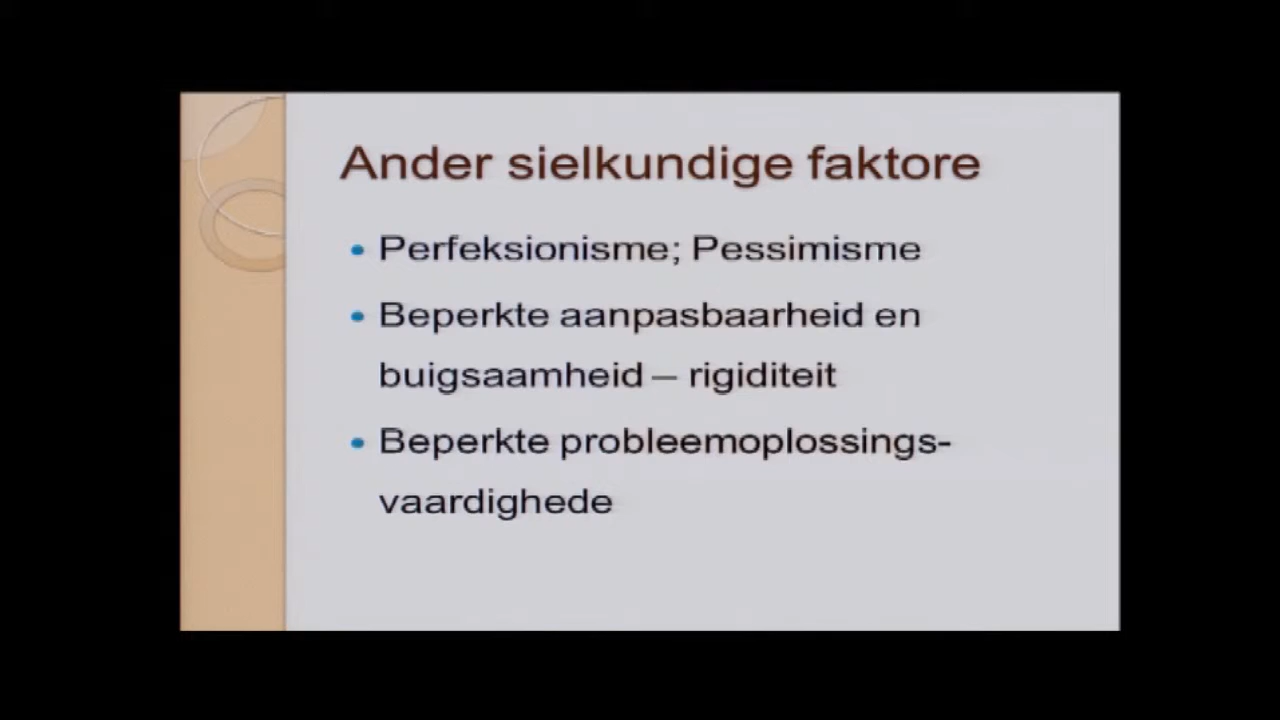 Ander sielkundige faktore
• Perfeksionisme; Pessimisme
• Beperkte aanpasbaarheid en
buigsaamheid – rigiditeit
• Beperkte probleemoplossings-
vaardighede